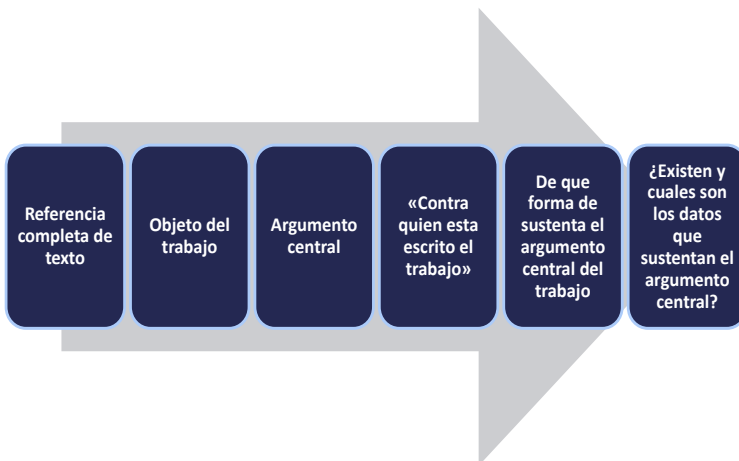 Referencia
completa de
texto
Objeto del
trabajo
Argumento
central
«Contra
quien esta
escrito el
trabajo»
De que
forma de
sustenta el
argumento
central del
trabajo
¿Existen y
cuales son
los datos
que
sustentan el
argumento
central?